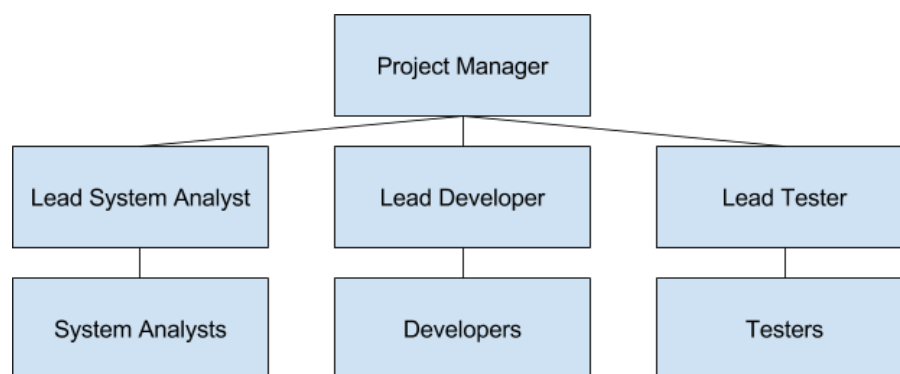 Project Manager
Lead System Analyst
Lead Developer
Lead Tester
System Analysts
Developers
Testers